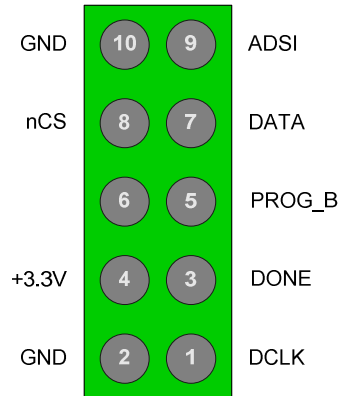 GND 10 9 ADSI
nCS 8 7 DATA
6 5 PROG_B
+3.3V 4 3 DONE
GND 2 1 DCLK